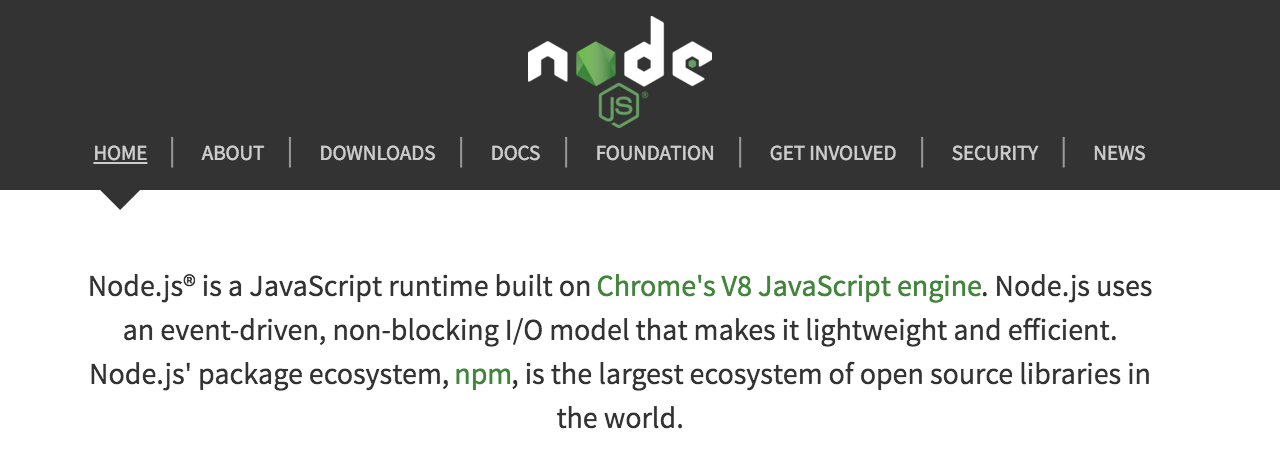 node
JS®
HOME | ABOUT | DOWNLOADS | DOCS | FOUNDATION | GET INVOLVED | SECURITY | NEWS
Node.js® is a JavaScript runtime built on Chrome's V8 JavaScript engine. Node.js uses
an event-driven, non-blocking I/O model that makes it lightweight and efficient.
Node.js' package ecosystem, npm, is the largest ecosystem of open source libraries in
the world.